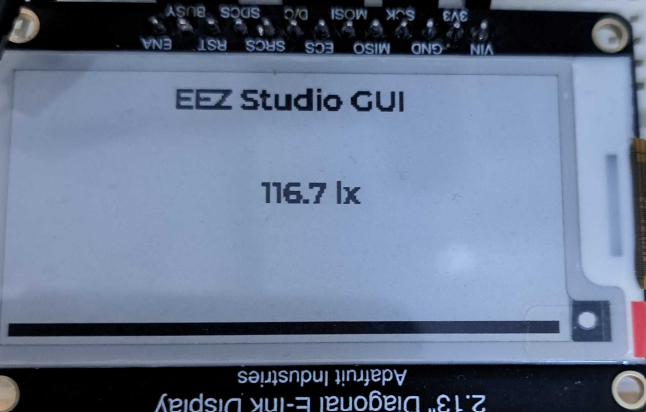 BUSY SDCS D/C MOSI SCK 3V3
ENA RST SRCS ECS MISO GND VIN
EEZ Studio GUI
116.7 lx
Adafruit Industries
2.13" Diagonal E-Ink Display